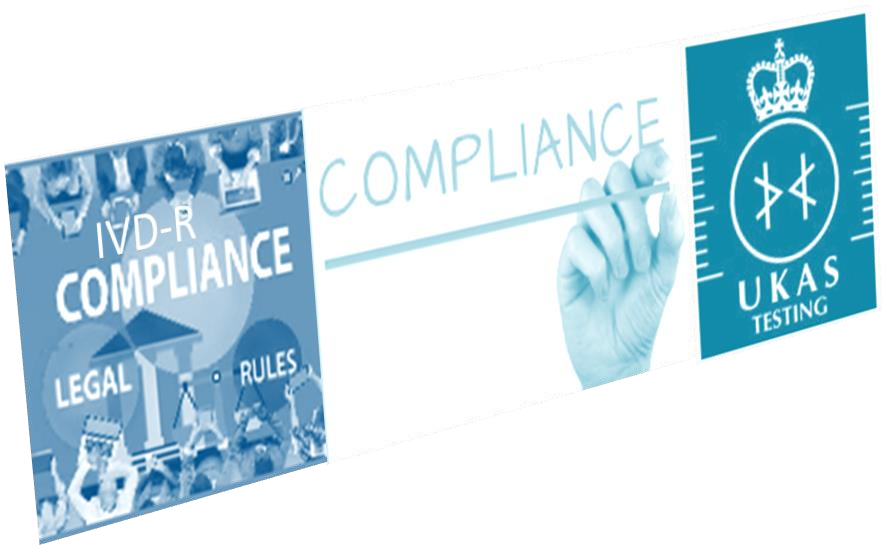 IVD-R
COMPLIANCE
LEGAL
RULES
COMPLIANCE
UKAS
TESTING